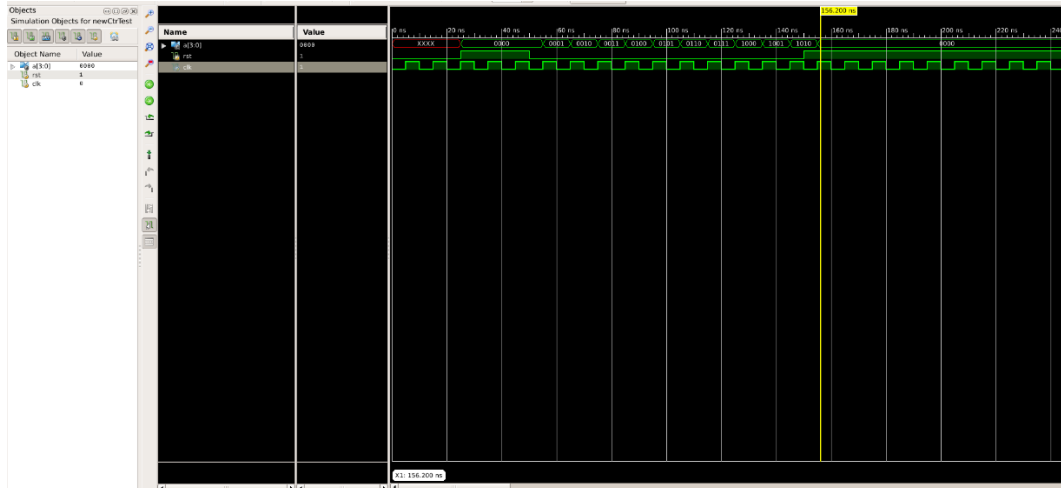 Objects
Simulation Objects for newCtrTest
Object Name Value
a[3:0] 0000
rst 1
clk 0
Name Value
a[3:0] 0000
rst 1
clk 1
156.200 ns
0 ns 20 ns 40 ns 60 ns 80 ns 100 ns 120 ns 140 ns 160 ns 180 ns 200 ns 220 ns 240
XXXX 0000 0001 0010 0011 0100 0101 0110 0111 1000 1001 1010 0000
X1: 156.200 ns